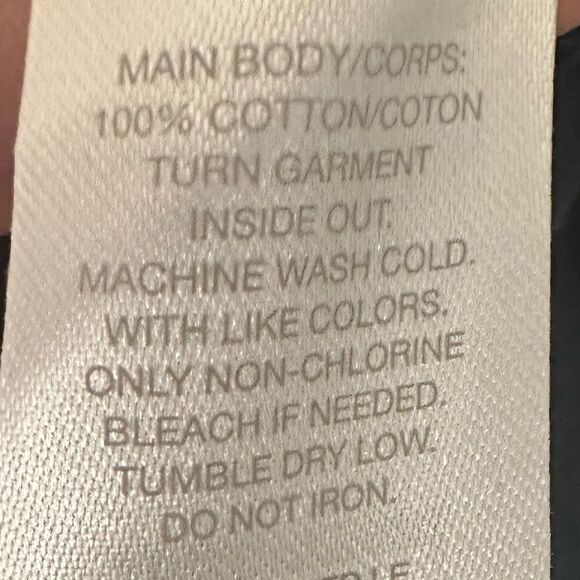 MAIN BODY/CORPS:
100% COTTON/COTON
TURN GARMENT
INSIDE OUT.
MACHINE WASH COLD.
WITH LIKE COLORS.
ONLY NON-CHLORINE
BLEACH IF NEEDED.
TUMBLE DRY LOW.
DO NOT IRON.